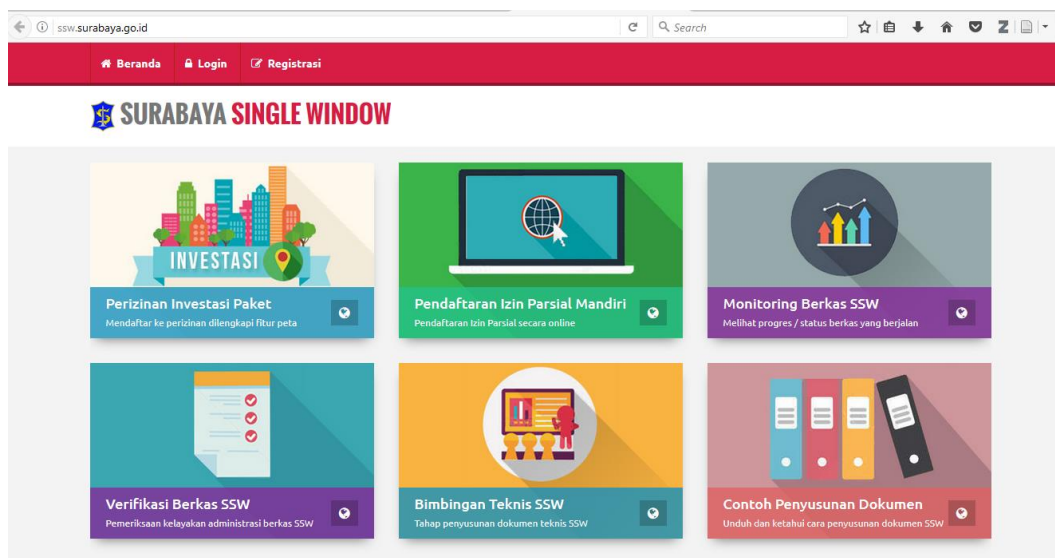 ssw.surabaya.go.id
Search
Beranda Login Registrasi
SURABAYA SINGLE WINDOW
INVESTASI
Perizinan Investasi Paket
Mendaftar ke perizinan dilengkapi fitur peta
Pendaftaran Izin Parsial Mandiri
Pendaftaran Izin Parsial secara online
Monitoring Berkas SSW
Melihat progres / status berkas yang berjalan
Verifikasi Berkas SSW
Pemeriksaan kelayakan administrasi berkas SSW
Bimbingan Teknis SSW
Tahap penyusunan dokumen teknis SSW
Contoh Penyusunan Dokumen
Unduh dan ketahui cara penyusunan dokumen SSW